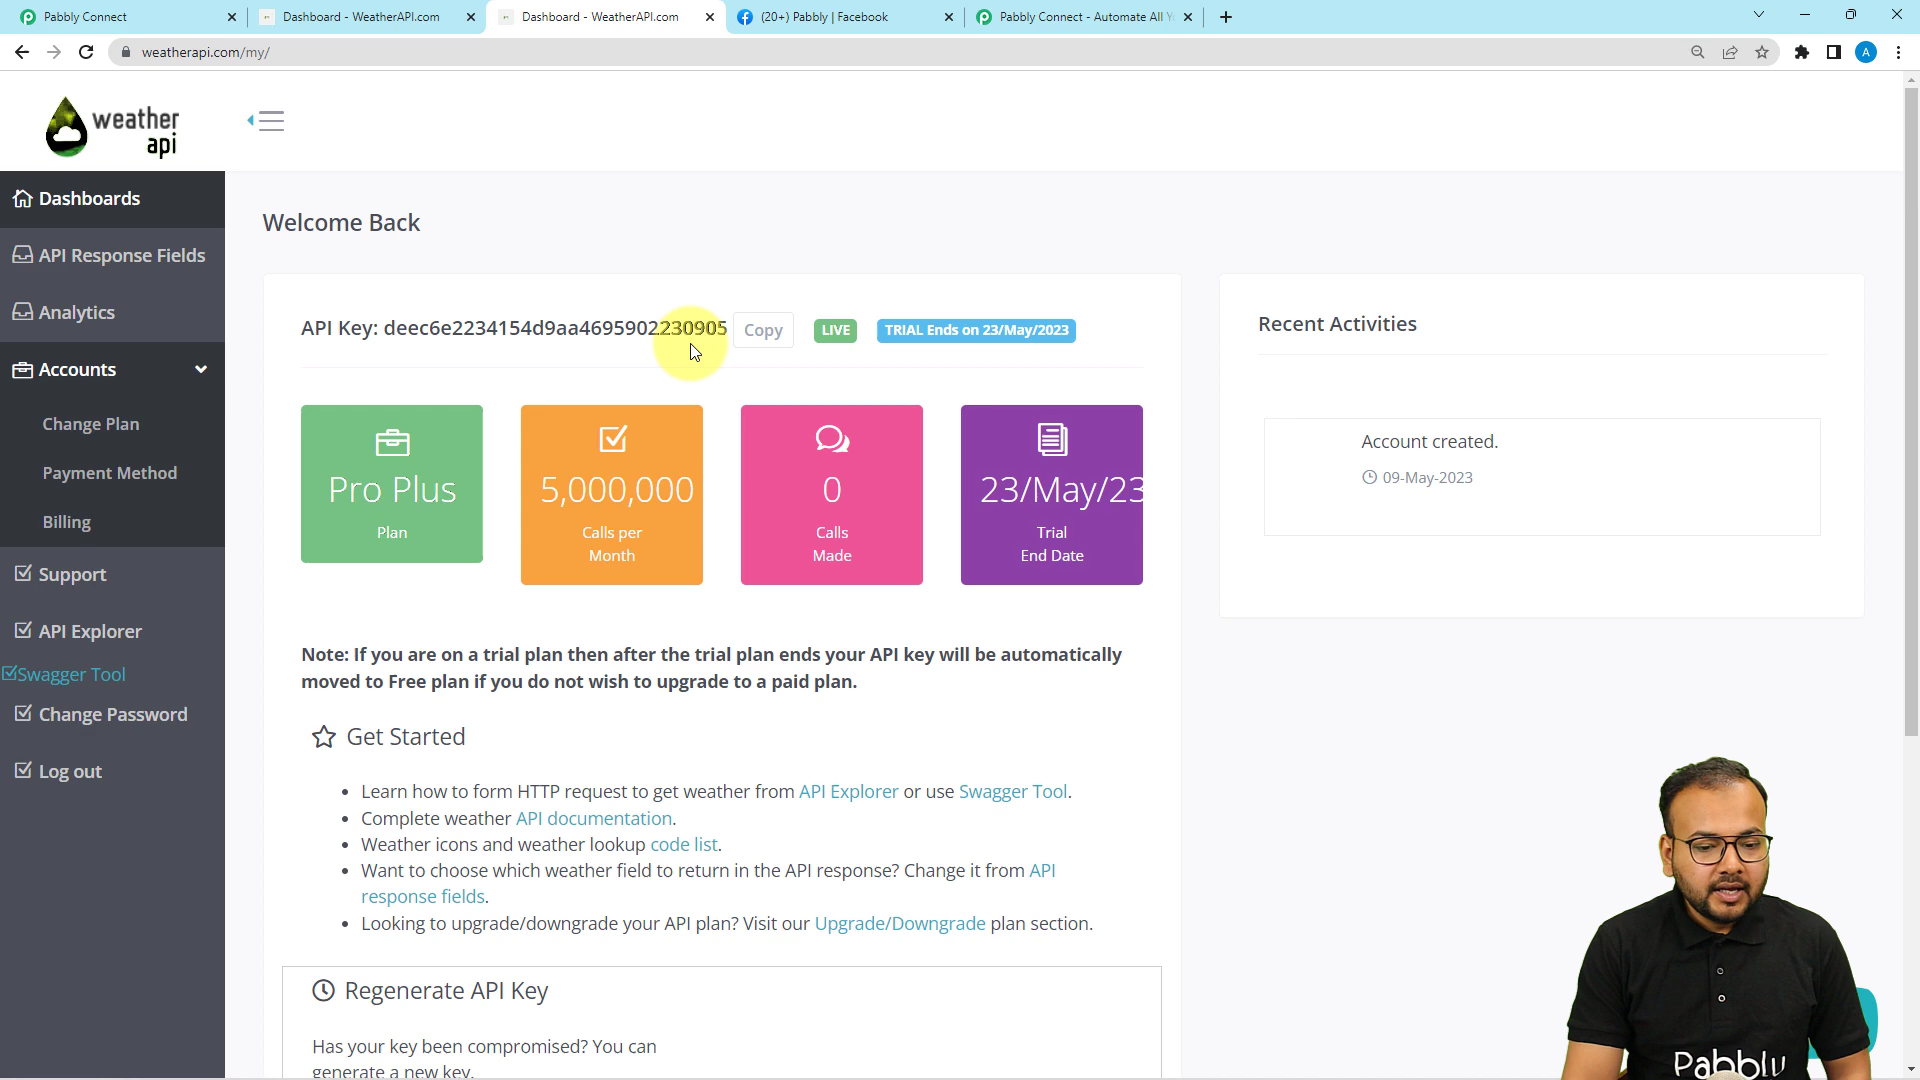 Pabbly Connect
Dashboard - WeatherAPI.com
Dashboard - WeatherAPI.com
(20+) Pabbly | Facebook
Pabbly Connect - Automate All Y
weatherapi.com/my/
A
weather
api
Dashboards
API Response Fields
Analytics
Accounts
Change Plan
Payment Method
Billing
Support
API Explorer
Swagger Tool
Change Password
Log out
Welcome Back
API Key: deec6e2234154d9aa4695902230905 Copy LIVE TRIAL Ends on 23/May/2023
Pro Plus
Plan
5,000,000
Calls per
Month
0
Calls
Made
23/May/23
Trial
End Date
Note: If you are on a trial plan then after the trial plan ends your API key will be automatically
moved to Free plan if you do not wish to upgrade to a paid plan.
Get Started
• Learn how to form HTTP request to get weather from API Explorer or use Swagger Tool.
• Complete weather API documentation.
• Weather icons and weather lookup code list.
• Want to choose which weather field to return in the API response? Change it from API
response fields.
• Looking to upgrade/downgrade your API plan? Visit our Upgrade/Downgrade plan section.
Regenerate API Key
Has your key been compromised? You can
generate a new key.
Recent Activities
Account created.
09-May-2023
Pabbly